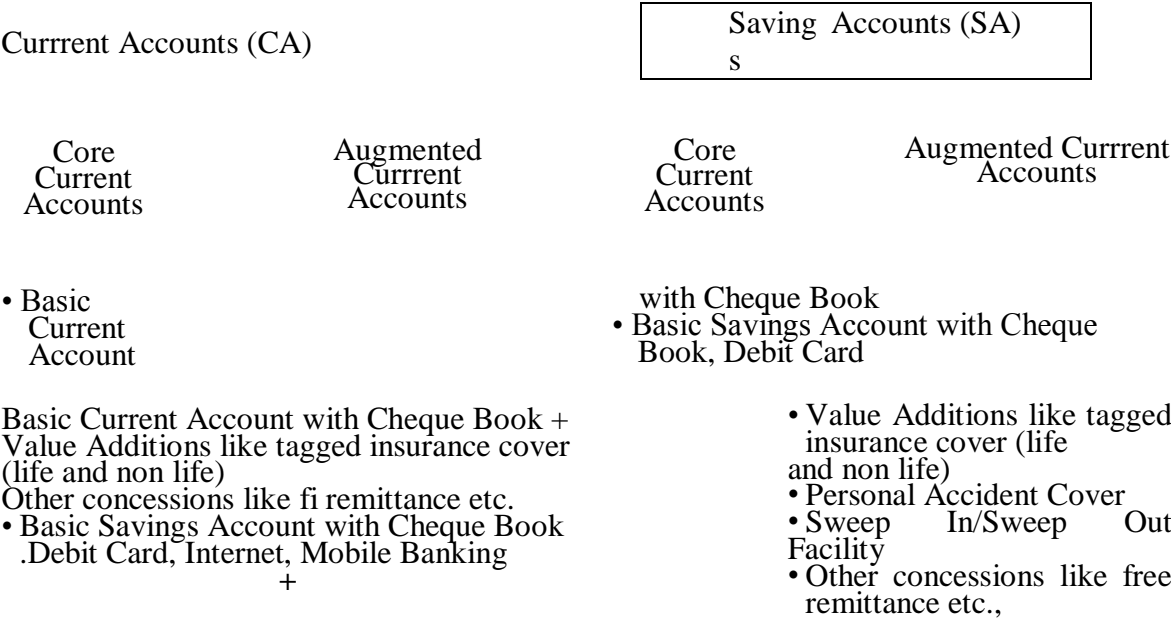 Currrent Accounts (CA)
Saving Accounts (SA)
s
Core
Current
Accounts
Augmented
Currrent
Accounts
Core
Current
Accounts
Augmented Currrent
Accounts
• Basic
Current
Account
with Cheque Book
• Basic Savings Account with Cheque
Book, Debit Card
Basic Current Account with Cheque Book +
Value Additions like tagged insurance cover
(life and non life)
Other concessions like fi remittance etc.
• Basic Savings Account with Cheque Book
.Debit Card, Internet, Mobile Banking
+
• Value Additions like tagged
insurance cover (life
and non life)
• Personal Accident Cover
• Sweep In/Sweep Out
Facility
• Other concessions like free
remittance etc.,